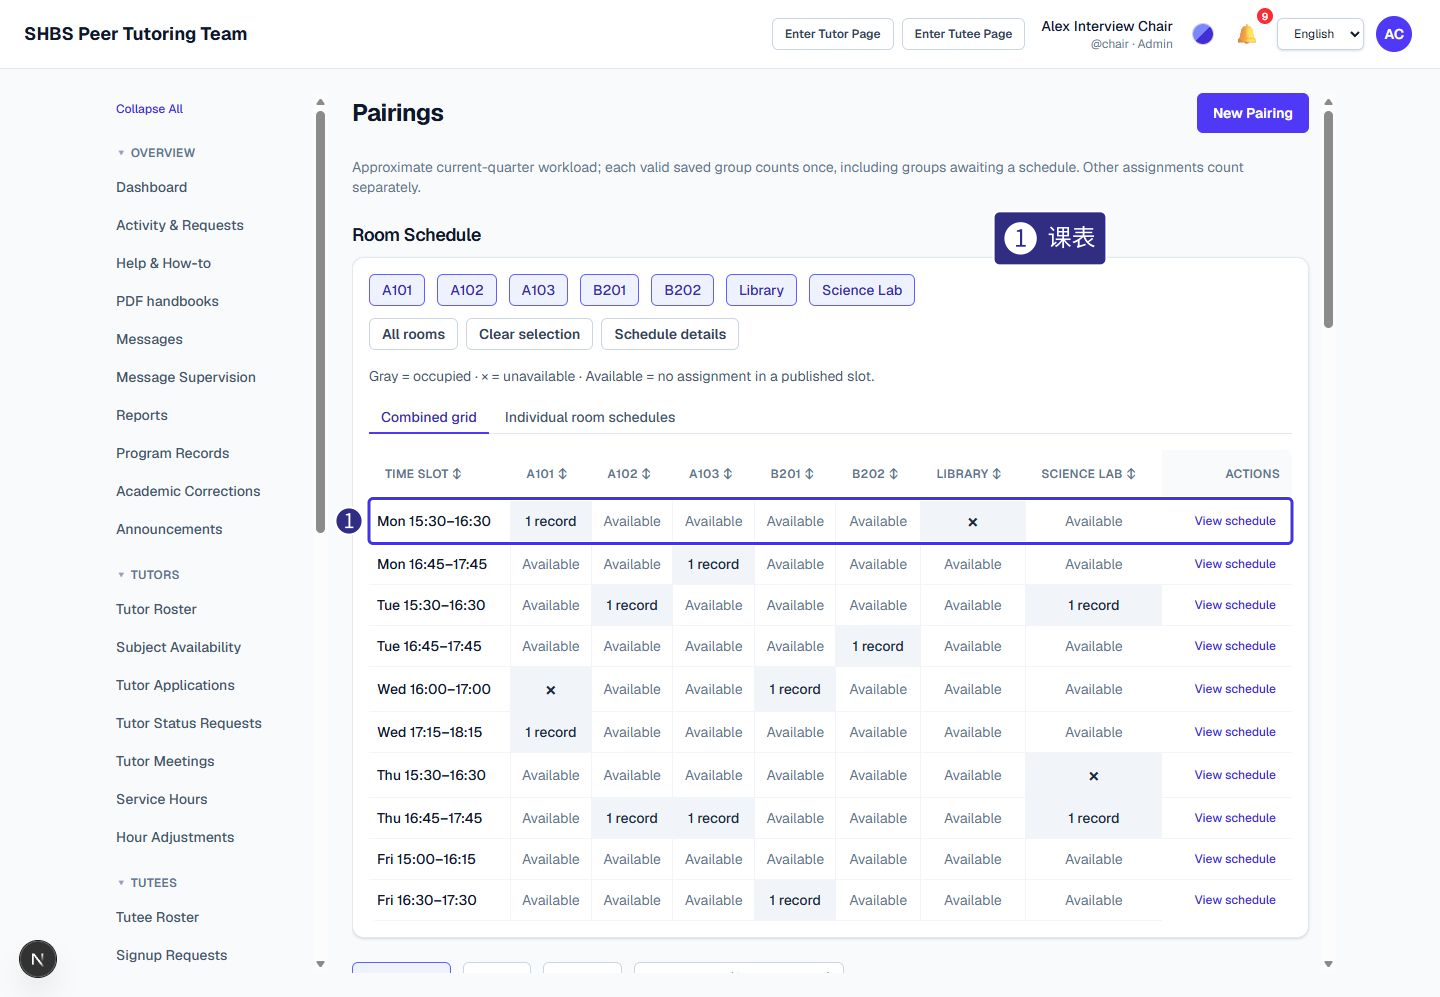 SHBS Peer Tutoring Team
Enter Tutor Page
Enter Tutee Page
Alex Interview Chair
@chair · Admin
9
English
AC
Collapse All
OVERVIEW
Dashboard
Activity & Requests
Help & How-to
PDF handbooks
Messages
Message Supervision
Reports
Program Records
Academic Corrections
Announcements
TUTORS
Tutor Roster
Subject Availability
Tutor Applications
Tutor Status Requests
Tutor Meetings
Service Hours
Hour Adjustments
TUTEES
Tutee Roster
Signup Requests
N
Pairings
New Pairing
Approximate current-quarter workload; each valid saved group counts once, including groups awaiting a schedule. Other assignments count
separately.
Room Schedule
1 课表
A101 A102 A103 B201 B202 Library Science Lab
All rooms Clear selection Schedule details
Gray = occupied · × = unavailable · Available = no assignment in a published slot.
Combined grid Individual room schedules
TIME SLOT A101 A102 A103 B201 B202 LIBRARY SCIENCE LAB ACTIONS
1 Mon 15:30–16:30 1 record Available Available Available Available × Available View schedule
Mon 16:45–17:45 Available Available 1 record Available Available Available Available View schedule
Tue 15:30–16:30 Available 1 record Available Available Available Available 1 record View schedule
Tue 16:45–17:45 Available Available Available Available 1 record Available Available View schedule
Wed 16:00–17:00 × Available Available 1 record Available Available Available View schedule
Wed 17:15–18:15 1 record Available Available Available Available Available Available View schedule
Thu 15:30–16:30 Available Available Available Available Available Available × View schedule
Thu 16:45–17:45 Available 1 record 1 record Available Available Available 1 record View schedule
Fri 15:00–16:15 Available Available Available Available Available Available Available View schedule
Fri 16:30–17:30 Available Available Available 1 record Available Available Available View schedule